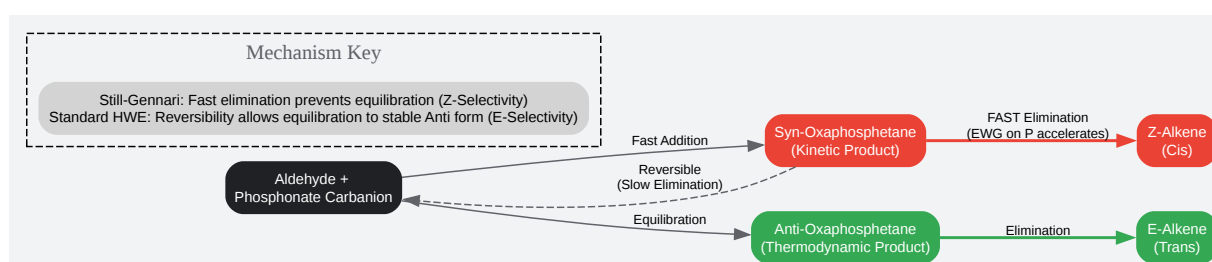 Mechanism Key
Still-Gennari: Fast elimination prevents equilibration (Z-Selectivity)
Standard HWE: Reversibility allows equilibration to stable Anti form (E-Selectivity)
Aldehyde +
Phosphonate Carbanion
Fast Addition
Reversible
(Slow Elimination)
Equilibration
Syn-Oxaphosphetane
(Kinetic Product)
FAST Elimination
(EWG on P accelerates)
Z-Alkene
(Cis)
Anti-Oxaphosphetane
(Thermodynamic Product)
Elimination
E-Alkene
(Trans)